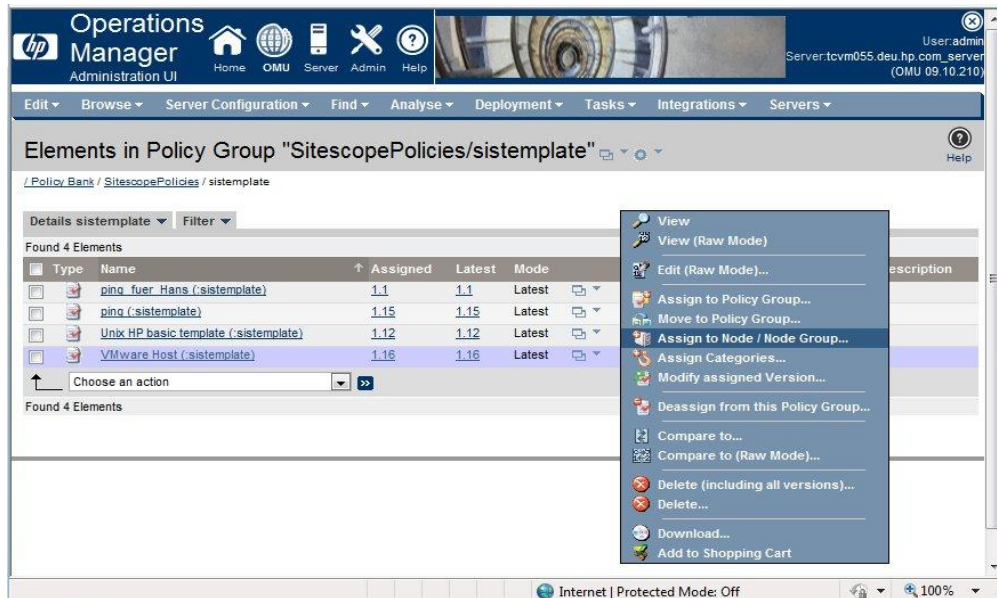 hp
Operations
Manager
Administration UI
Home OMU Server Admin Help
User:admin
Server:tcvm055.deu.hp.com_server
(OMU 09.10.210)
Edit Browse Server Configuration Find Analyse Deployment Tasks Integrations Servers
Elements in Policy Group "SitescopePolicies/sistemplate"
Help
/ Policy Bank / SitescopePolicies / sistemplate
Details sistemplate Filter
Found 4 Elements
Type Name Assigned Latest Mode escription
ping_fuer_Hans (:sistemplate) 1.1 1.1 Latest
ping (:sistemplate) 1.15 1.15 Latest
Unix HP basic template (:sistemplate) 1.12 1.12 Latest
VMware Host (:sistemplate) 1.16 1.16 Latest
Choose an action
Found 4 Elements
View
View (Raw Mode)
Edit (Raw Mode)...
Assign to Policy Group...
Move to Policy Group...
Assign to Node / Node Group...
Assign Categories...
Modify assigned Version...
Deassign from this Policy Group...
Compare to...
Compare to (Raw Mode)...
Delete (including all versions)...
Delete...
Download...
Add to Shopping Cart
Internet | Protected Mode: Off
100%